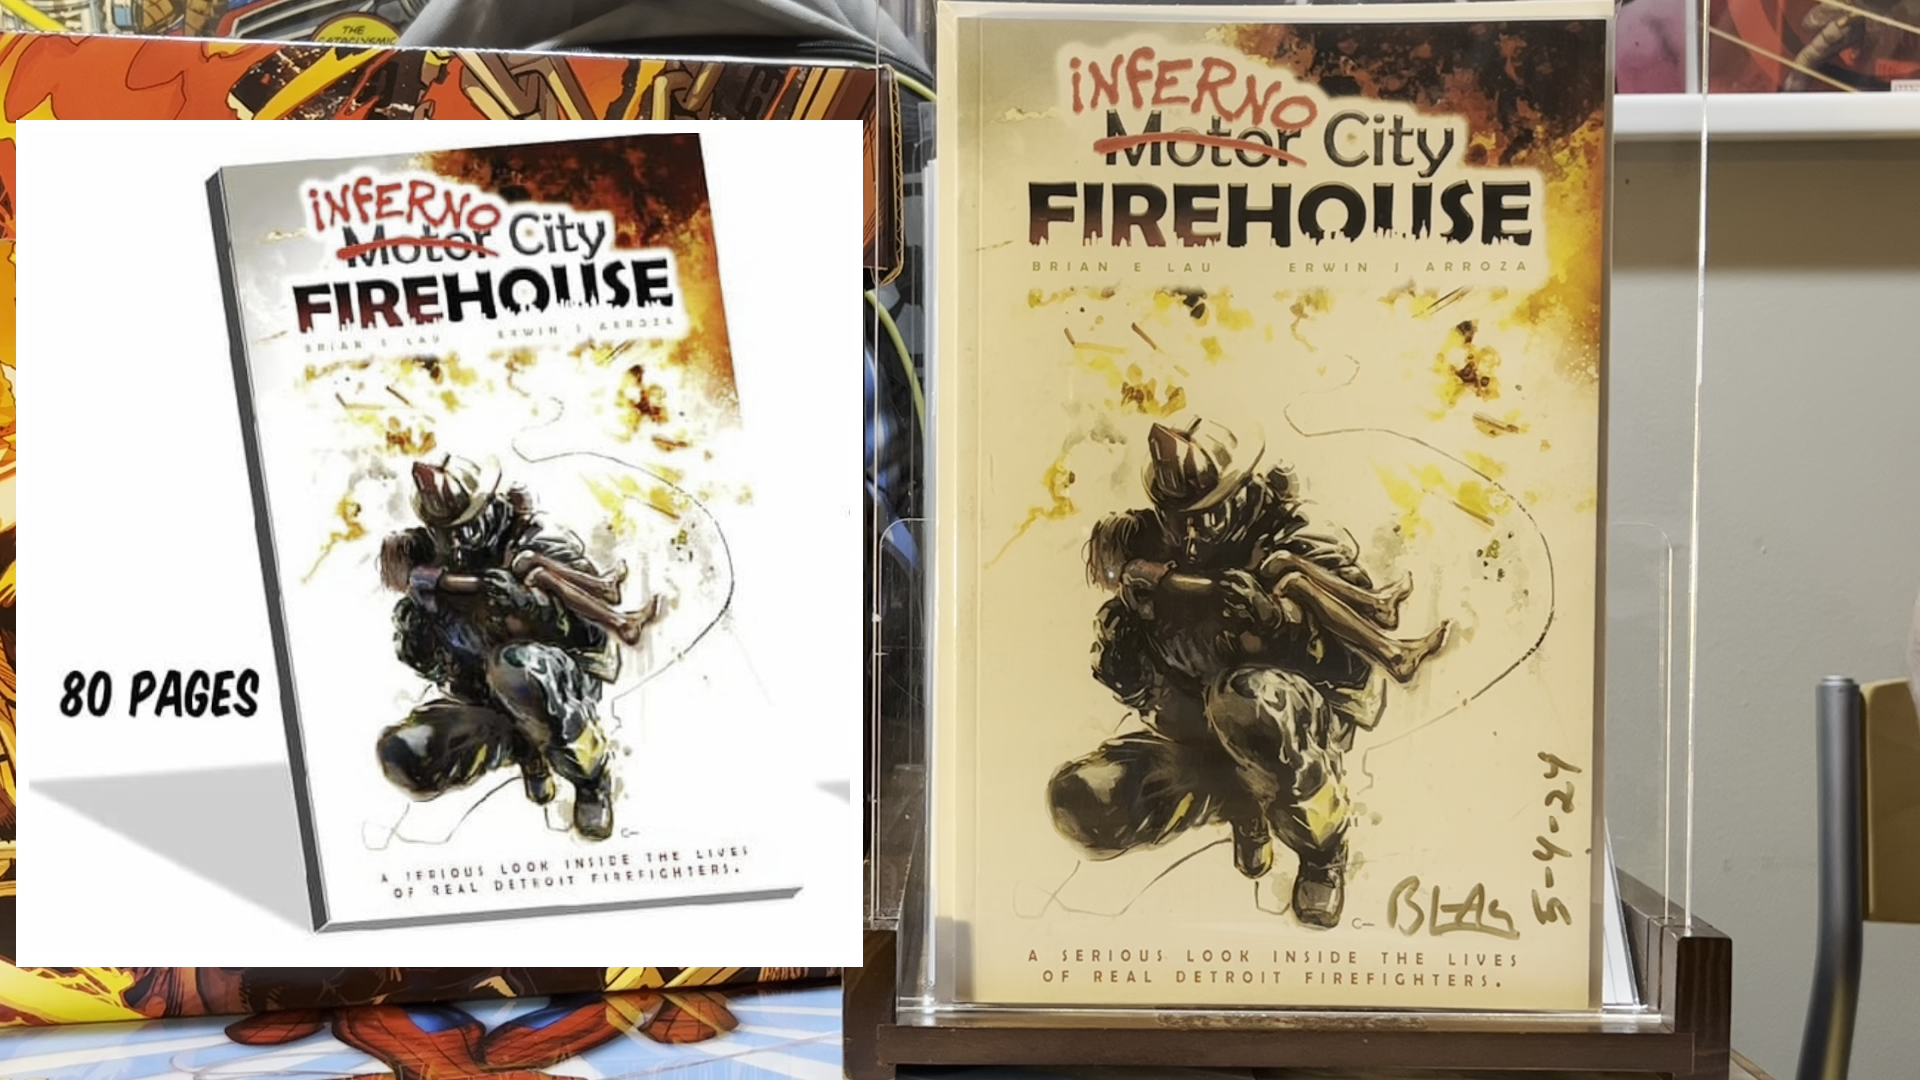 THE
CATACLYSMIC
iNFERNO
Motor City
FIREHOUSE
BRIAN E LAU ERWIN J ARROZA
80 PAGES
A SERIOUS LOOK INSIDE THE LIVES
OF REAL DETROIT FIREFIGHTERS.
iNFERNO
Motor City
FIREHOUSE
BRIAN E LAU ERWIN J ARROZA
5-4-24
A SERIOUS LOOK INSIDE THE LIVES
OF REAL DETROIT FIREFIGHTERS.